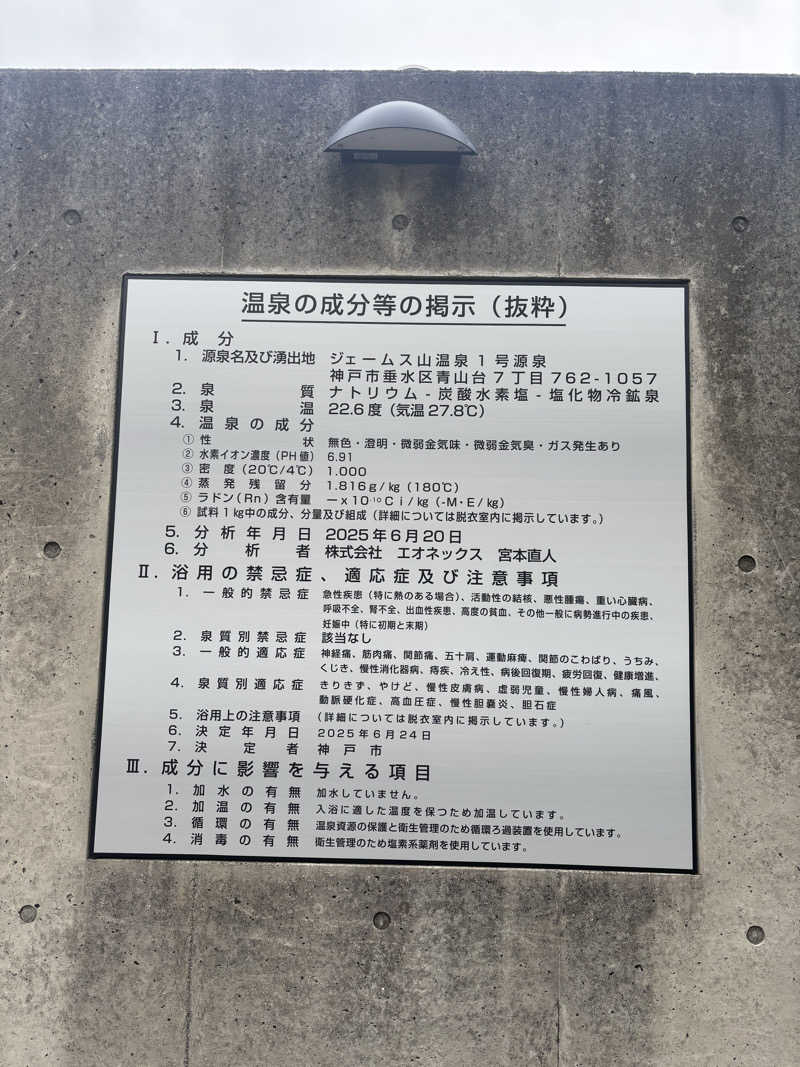 温泉の成分等の掲示（抜粋）
Ⅰ. 成 分
1. 源泉名及び湧出地 ジェームス山温泉１号源泉
神戸市垂水区青山台７丁目762-1057
2. 泉 質 ナトリウム-炭酸水素塩-塩化物冷鉱泉
3. 泉 温 22.6度（気温27.8℃）
4. 温泉の成分
① 性 状 無色・澄明・微弱金気味・微弱金気臭・ガス発生あり
② 水素イオン濃度（PH値） 6.91
③ 密 度（20℃/4℃） 1.000
④ 蒸発残留分 1.816g/kg（180℃）
⑤ ラドン（Rn）含有量 ―x10⁻¹⁰Ci/kg（-M・E/kg）
⑥ 試料１kg中の成分、分量及び組成（詳細については脱衣室内に掲示しています。）
5. 分析年月日 2025年6月20日
6. 分 析 者 株式会社 エオネックス 宮本直人
Ⅱ. 浴用の禁忌症、適応症及び注意事項
1. 一般的禁忌症 急性疾患（特に熱のある場合）、活動性の結核、悪性腫瘍、重い心臓病、
呼吸不全、腎不全、出血性疾患、高度の貧血、その他一般に病勢進行中の疾患、
妊娠中（特に初期と末期）
2. 泉質別禁忌症 該当なし
3. 一般的適応症 神経痛、筋肉痛、関節痛、五十肩、運動麻痺、関節のこわばり、うちみ、
くじき、慢性消化器病、痔疾、冷え性、病後回復期、疲労回復、健康増進、
4. 泉質別適応症 きりきず、やけど、慢性皮膚病、虚弱児童、慢性婦人病、痛風、
動脈硬化症、高血圧症、慢性胆嚢炎、胆石症
5. 浴用上の注意事項 （詳細については脱衣室内に掲示しています。）
6. 決定年月日 2025年6月24日
7. 決 定 者 神戸市
Ⅲ. 成分に影響を与える項目
1. 加水の有無 加水していません。
2. 加温の有無 入浴に適した温度を保つため加温しています。
3. 循環の有無 温泉資源の保護と衛生管理のため循環ろ過装置を使用しています。
4. 消毒の有無 衛生管理のため塩素系薬剤を使用しています。